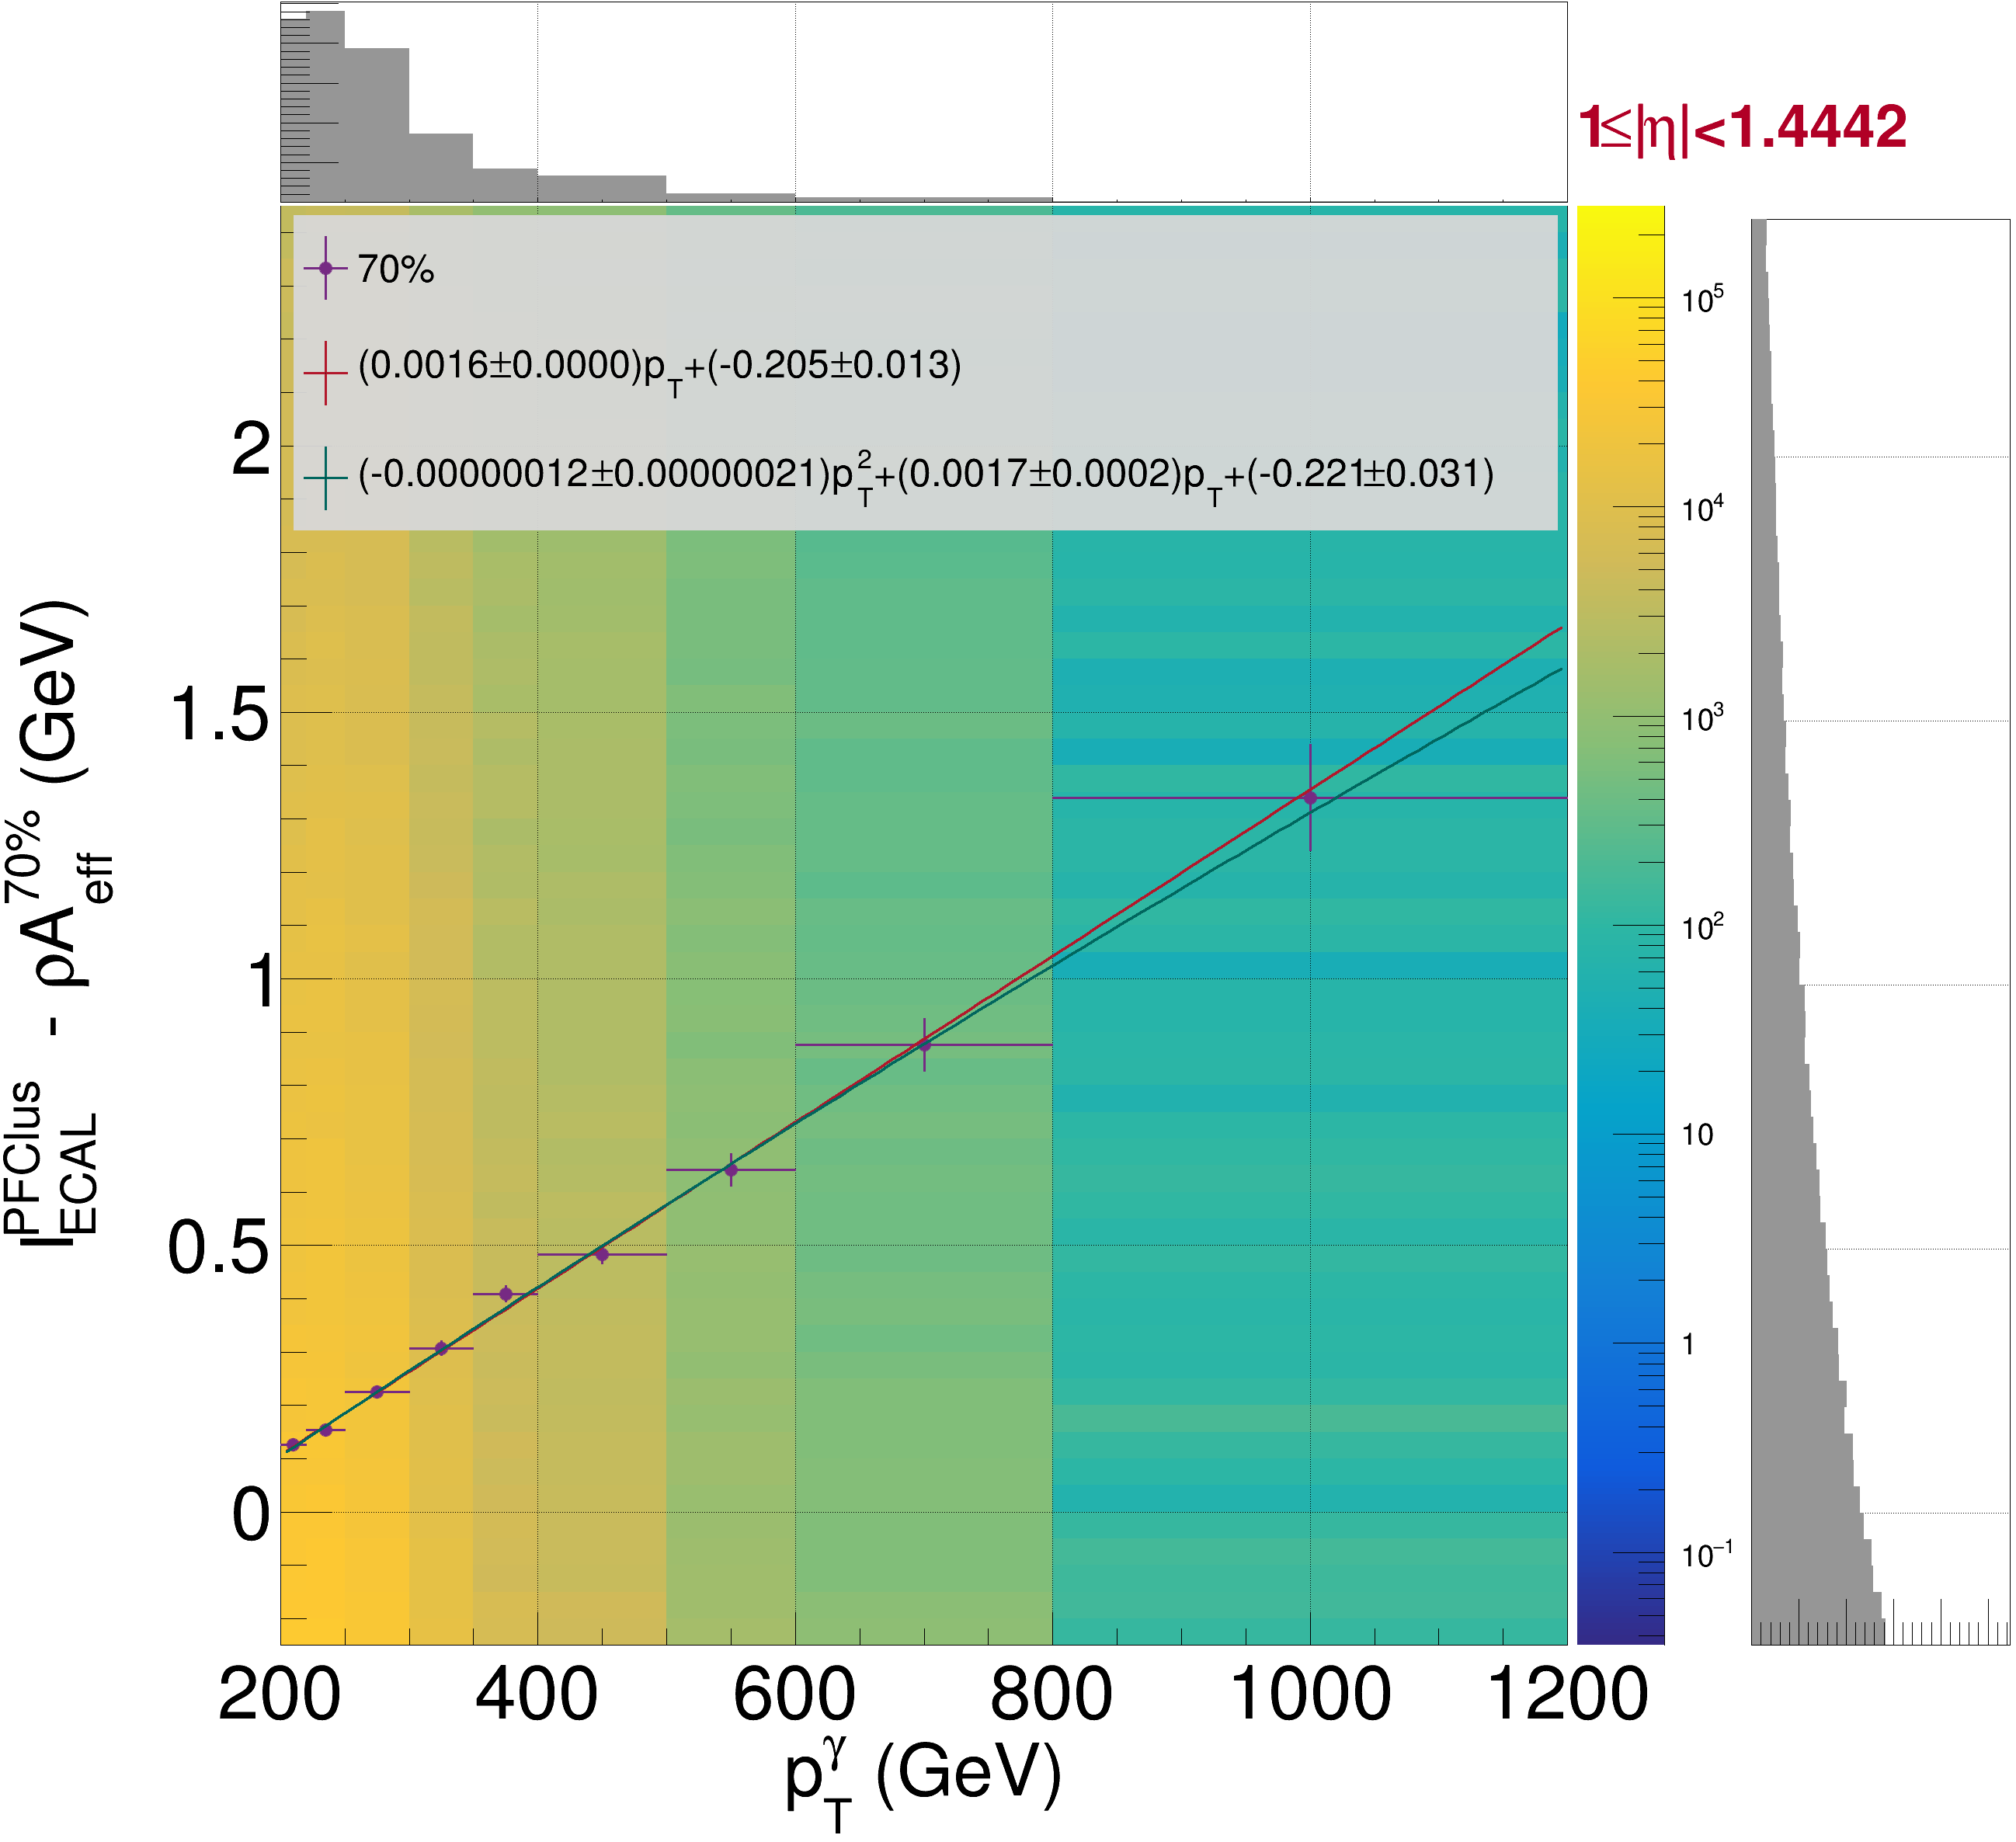 1≤|η|<1.4442
70%
(0.0016±0.0000)p_T+(-0.205±0.013)
(-0.00000012±0.00000021)p_T^2+(0.0017±0.0002)p_T+(-0.221±0.031)
I_ECAL^PFClus - ρA_eff^70% (GeV)
2
1.5
1
0.5
0
10^5
10^4
10^3
10^2
10
1
10^−1
200 400 600 800 1000 1200
p_T^γ (GeV)